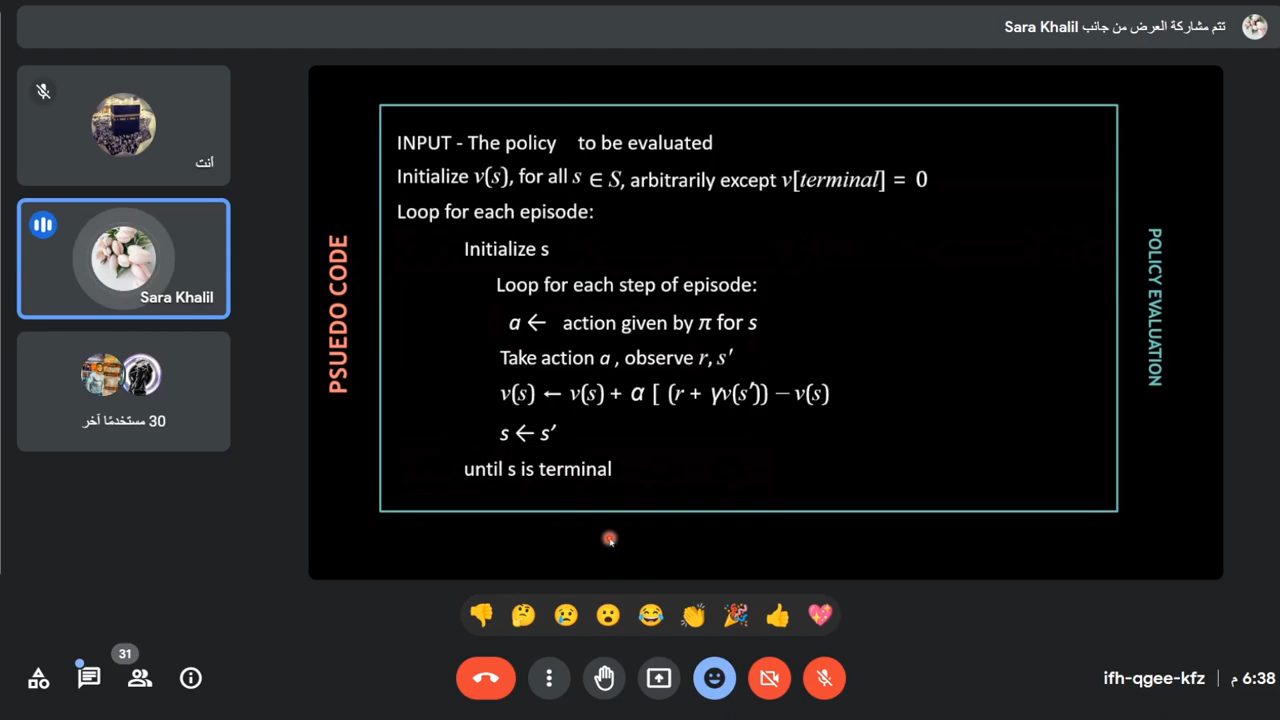 تتم مشاركة العرض من جانب Sara Khalil
أنت
Sara Khalil
30 مستخدمًا آخر
PSUEDO CODE
INPUT - The policy to be evaluated
Initialize v(s), for all s ∈ S, arbitrarily except v[terminal] = 0
Loop for each episode:
Initialize s
Loop for each step of episode:
a ← action given by π for s
Take action a , observe r, s′
v(s) ← v(s) + α [ (r + γv(s′)) − v(s)
s ← s′
until s is terminal
POLICY EVALUATION
31
ifh-qgee-kfz | 6:38 م